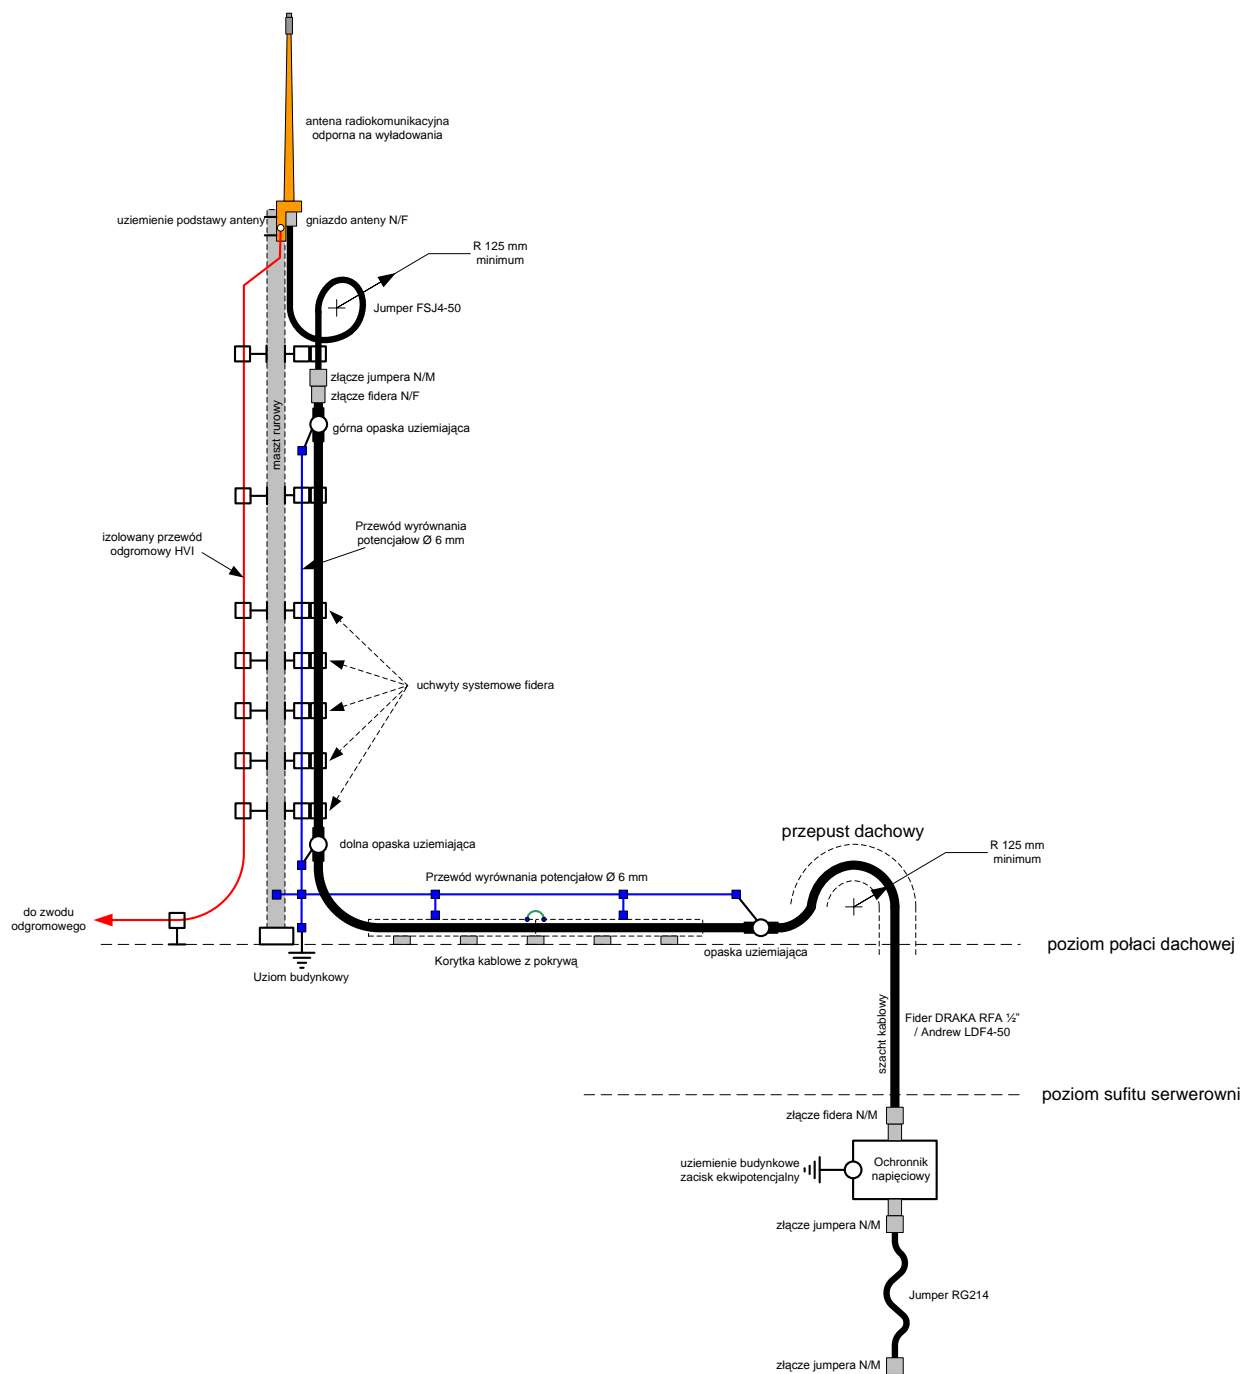 antena radiokomunikacyjna
odporna na wyładowania
uziemienie podstawy anteny
gniazdo anteny N/F
R 125 mm
minimum
Jumper FSJ4-50
złącze jumpera N/M
złącze fidera N/F
maszt rurowy
górna opaska uziemiająca
izolowany przewód
odgromowy HVI
Przewód wyrównania
potencjałów Ø 6 mm
uchwyty systemowe fidera
przepust dachowy
dolna opaska uziemiająca
R 125 mm
minimum
Przewód wyrównania potencjałów Ø 6 mm
do zwodu
odgromowego
poziom połaci dachowej
opaska uziemiająca
Korytka kablowe z pokrywą
Uziom budynkowy
szacht kablowy
Fider DRAKA RFA ½"
/ Andrew LDF4-50
poziom sufitu serwerowni
złącze fidera N/M
uziemienie budynkowe
zacisk ekwipotencjalny
Ochronnik
napięciowy
złącze jumpera N/M
Jumper RG214
złącze jumpera N/M